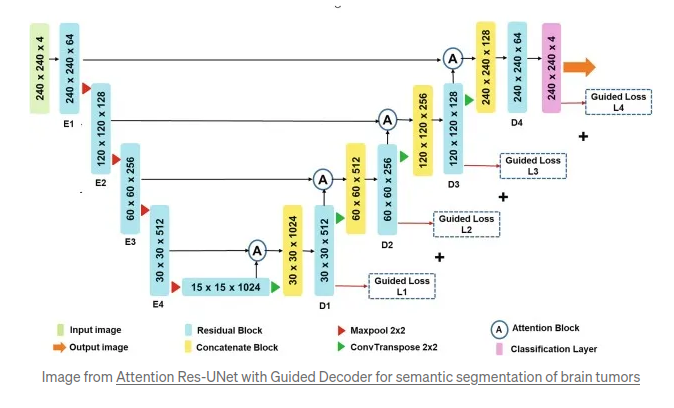 240 x 240 x 4
240 x 240 x 64
E1
120 x 120 x 128
E2
60 x 60 x 256
E3
30 x 30 x 512
E4
15 x 15 x 1024
A
30 x 30 x 1024
30 x 30 x 512
D1
Guided Loss
L1
+
A
60 x 60 x 512
60 x 60 x 256
D2
Guided Loss
L2
+
A
120 x 120 x 256
120 x 120 x 128
D3
Guided Loss
L3
+
A
240 x 240 x 128
240 x 240 x 64
D4
240 x 240 x 4
Guided Loss
L4
Input image
Residual Block
Maxpool 2x2
A
Attention Block
Output image
Concatenate Block
ConvTranspose 2x2
Classification Layer
Image from Attention Res-UNet with Guided Decoder for semantic segmentation of brain tumors